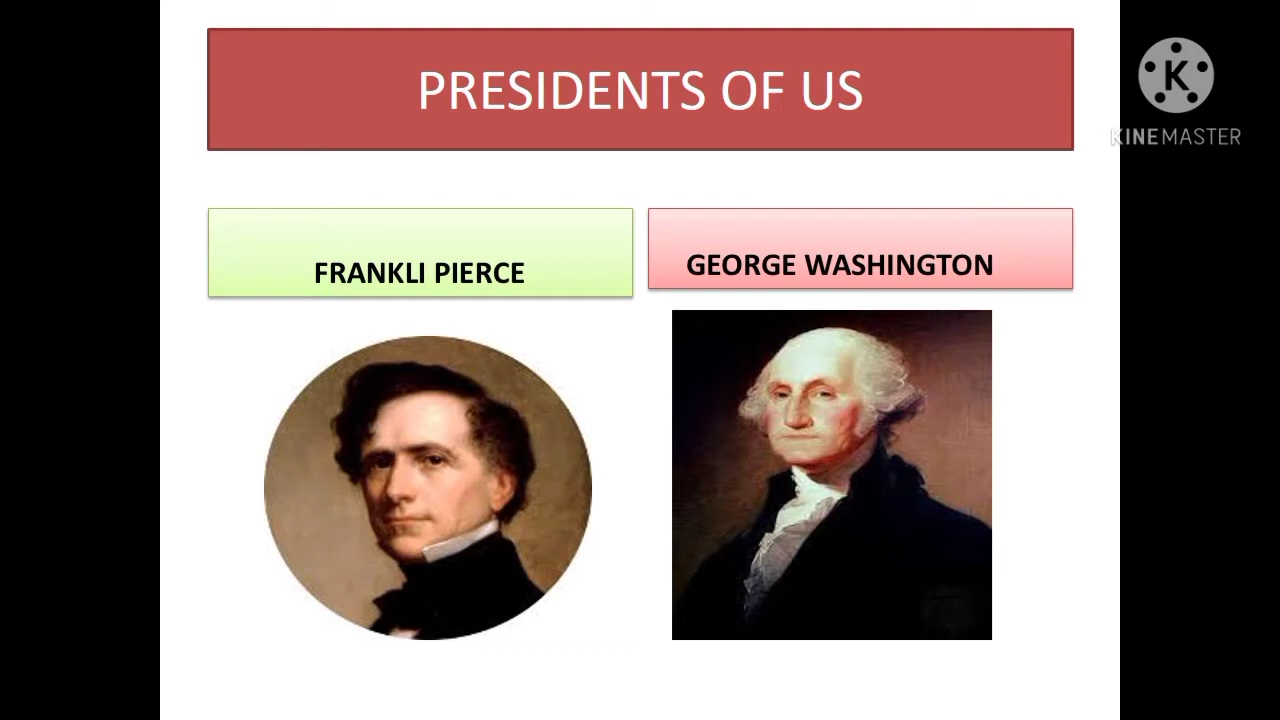 PRESIDENTS OF US
K
KINEMASTER
FRANKLI PIERCE
GEORGE WASHINGTON